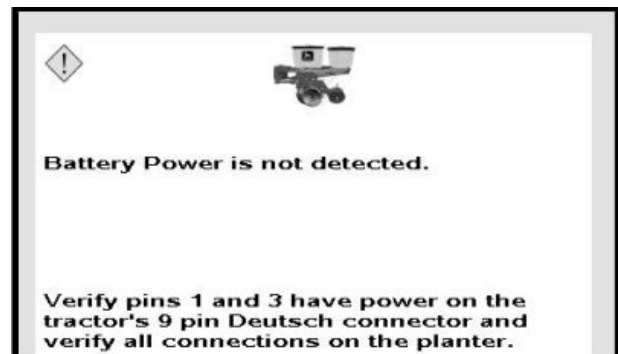 Battery Power is not detected.
Verify pins 1 and 3 have power on the
tractor's 9 pin Deutsch connector and
verify all connections on the planter.